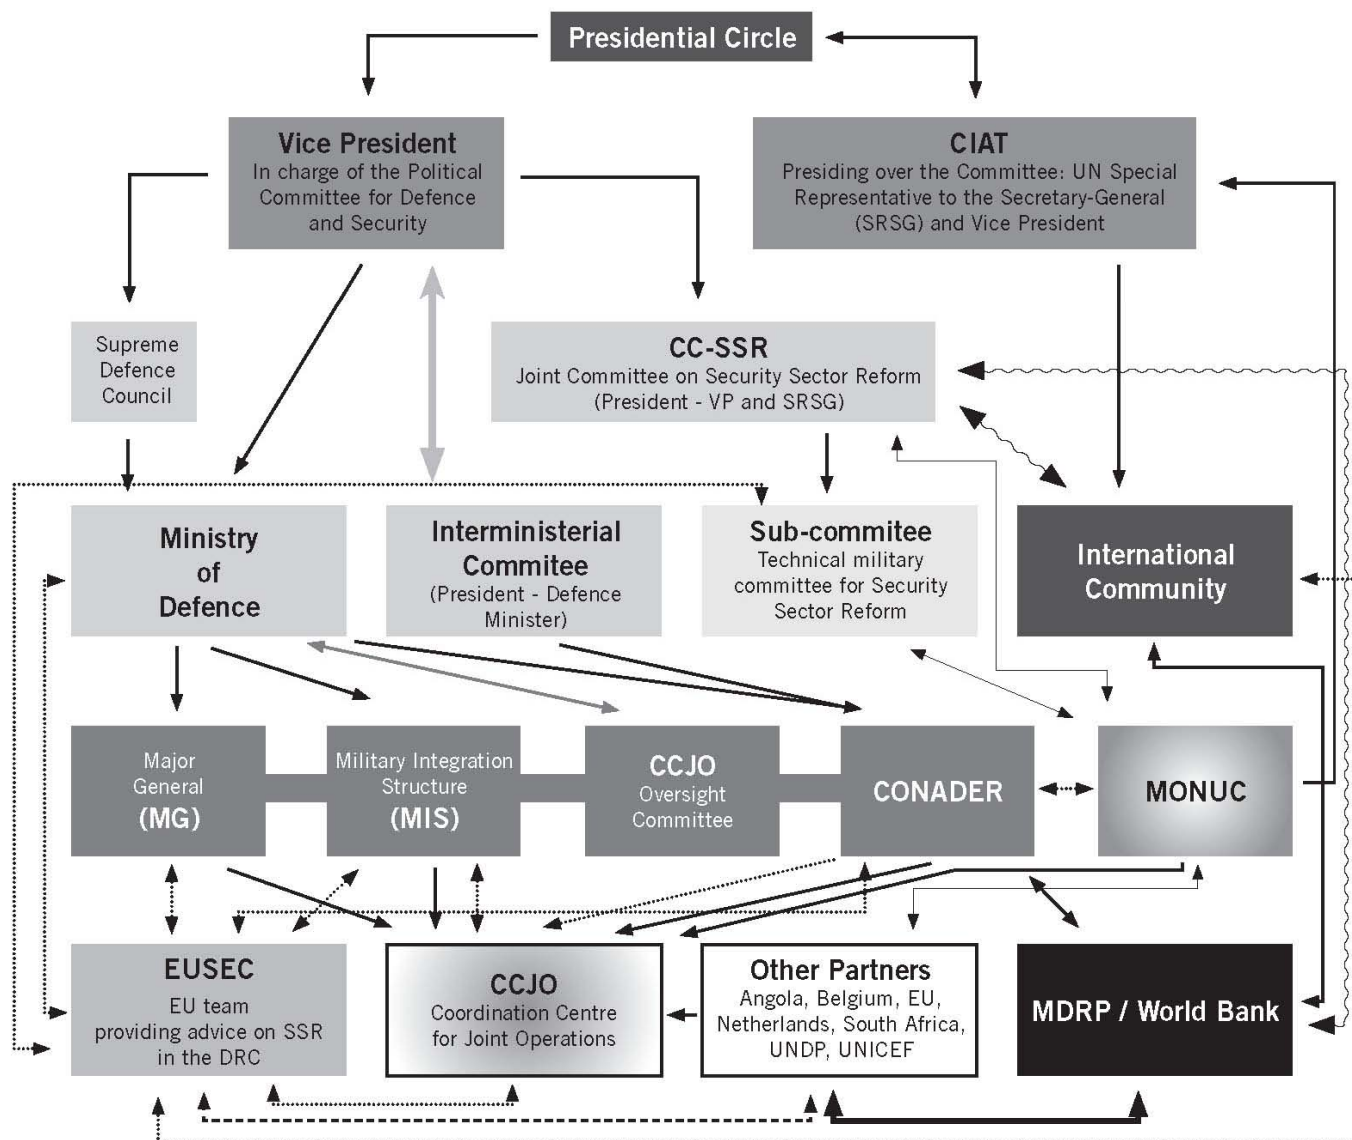 Presidential Circle
Vice President
In charge of the Political
Committee for Defence
and Security
CIAT
Presiding over the Committee: UN Special
Representative to the Secretary-General
(SRSG) and Vice President
Supreme
Defence
Council
CC-SSR
Joint Committee on Security Sector Reform
(President - VP and SRSG)
Ministry
of
Defence
Interministerial
Commitee
(President - Defence
Minister)
Sub-commitee
Technical military
committee for Security
Sector Reform
International
Community
Major
General
(MG)
Military Integration
Structure
(MIS)
CCJO
Oversight
Committee
CONADER
MONUC
EUSEC
EU team
providing advice on SSR
in the DRC
CCJO
Coordination Centre
for Joint Operations
Other Partners
Angola, Belgium, EU,
Netherlands, South Africa,
UNDP, UNICEF
MDRP / World Bank